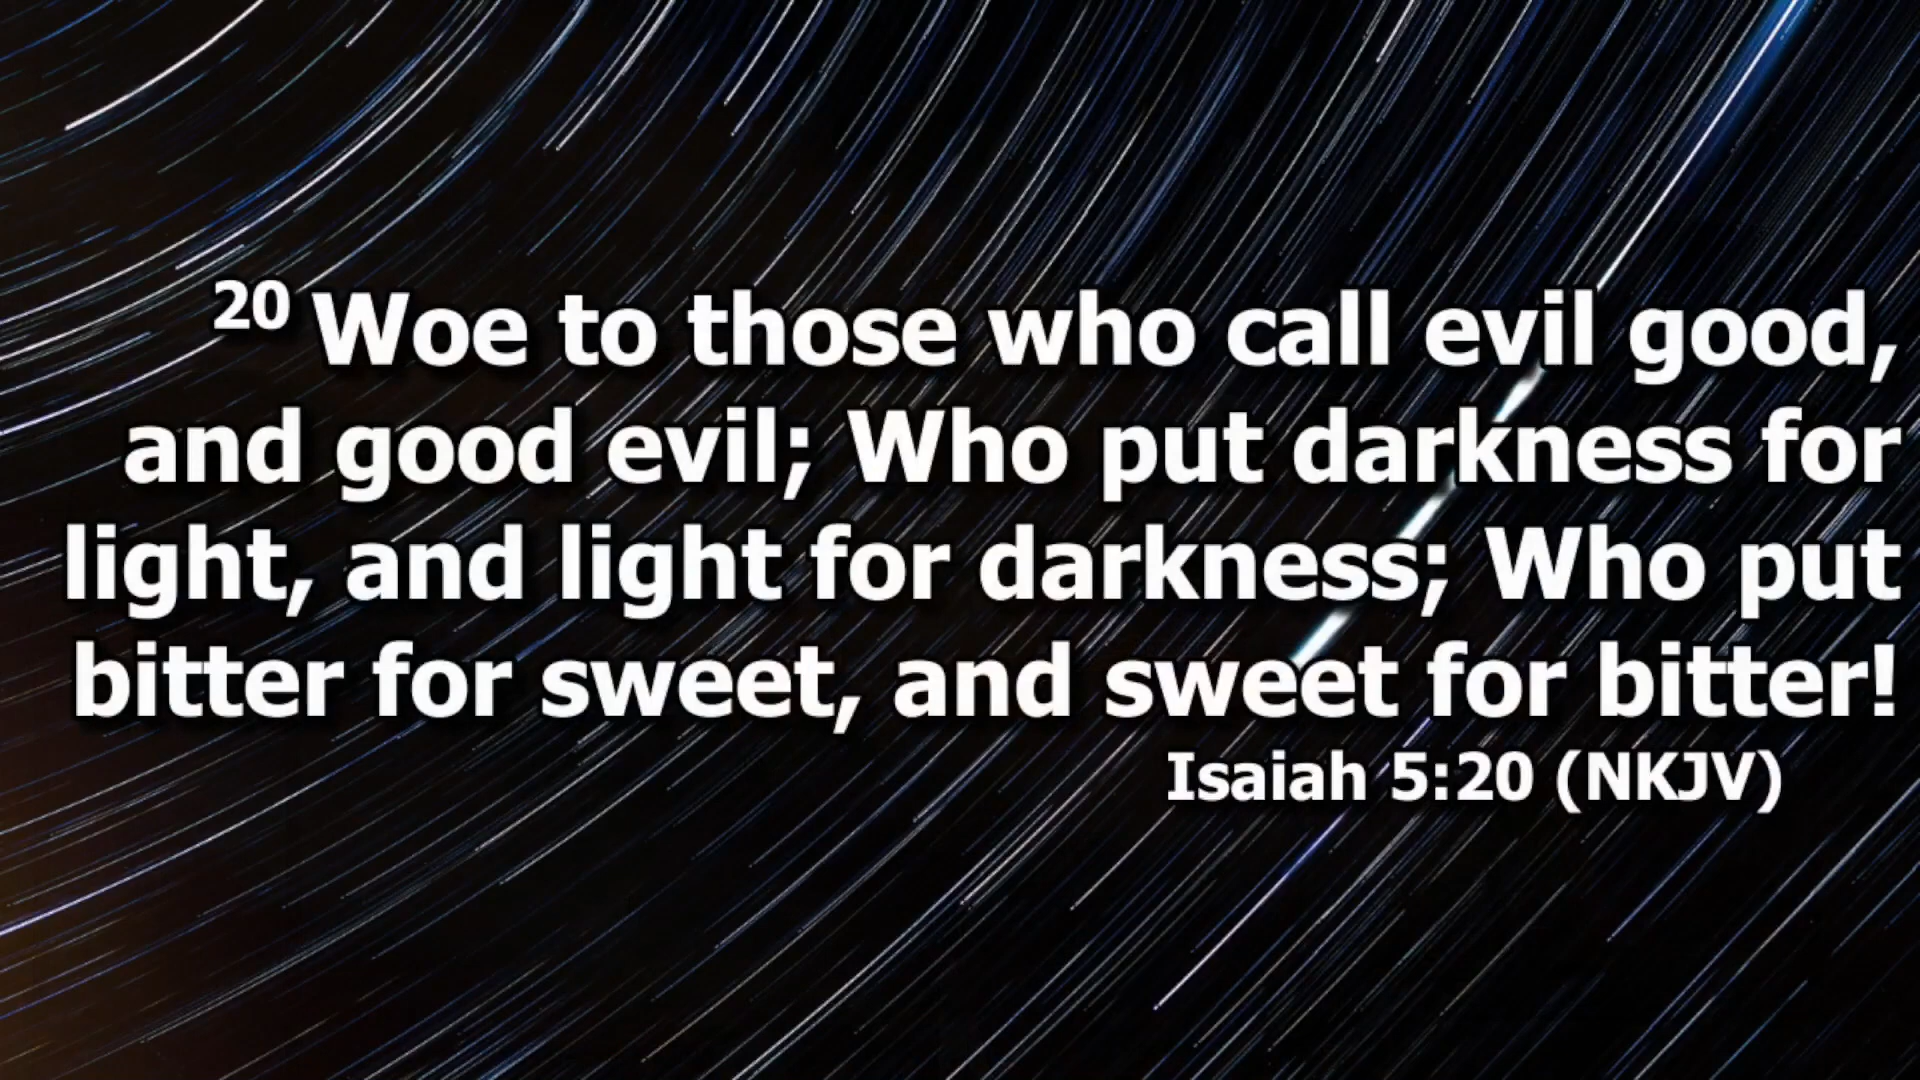 20 Woe to those who call evil good,
and good evil; Who put darkness for
light, and light for darkness; Who put
bitter for sweet, and sweet for bitter!
Isaiah 5:20 (NKJV)